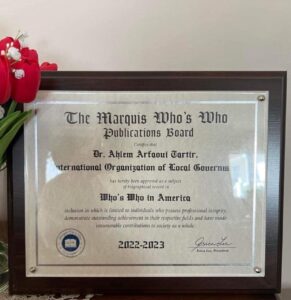 The Marquis Who's Who
Publications Board
Certifies that
Dr. Ahlem Arfaoui Tartir,
International Organization of Local Governm
has hereby been approved as a subject
of biographical record in
Who's Who in America
inclusion in which is limited to individuals who possess professional integrity,
demonstrate outstanding achievement in their respective fields and have made
contributions to society as a whole.
2022-2023
President